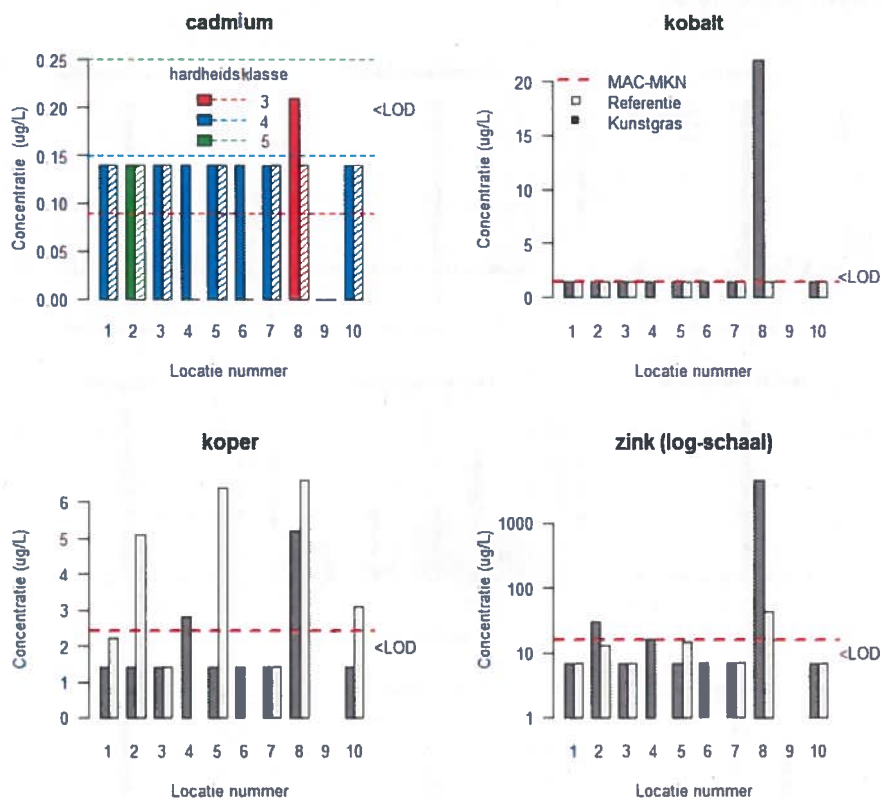 cadmium
Concentratie (ug/L)
0.25
0.20
0.15
0.10
0.05
0.00
hardheidsklasse
3
4
5
<LOD
1 2 3 4 5 6 7 8 9 10
Locatie nummer
kobalt
Concentratie (ug/L)
20
15
10
5
0
MAC-MKN
Referentie
Kunstgras
<LOD
1 2 3 4 5 6 7 8 9 10
Locatie nummer
koper
Concentratie (ug/L)
6
5
4
3
2
1
0
<LOD
1 2 3 4 5 6 7 8 9 10
Locatie nummer
zink (log-schaal)
Concentratie (ug/L)
1000
100
10
1
<LOD
1 2 3 4 5 6 7 8 9 10
Locatie nummer